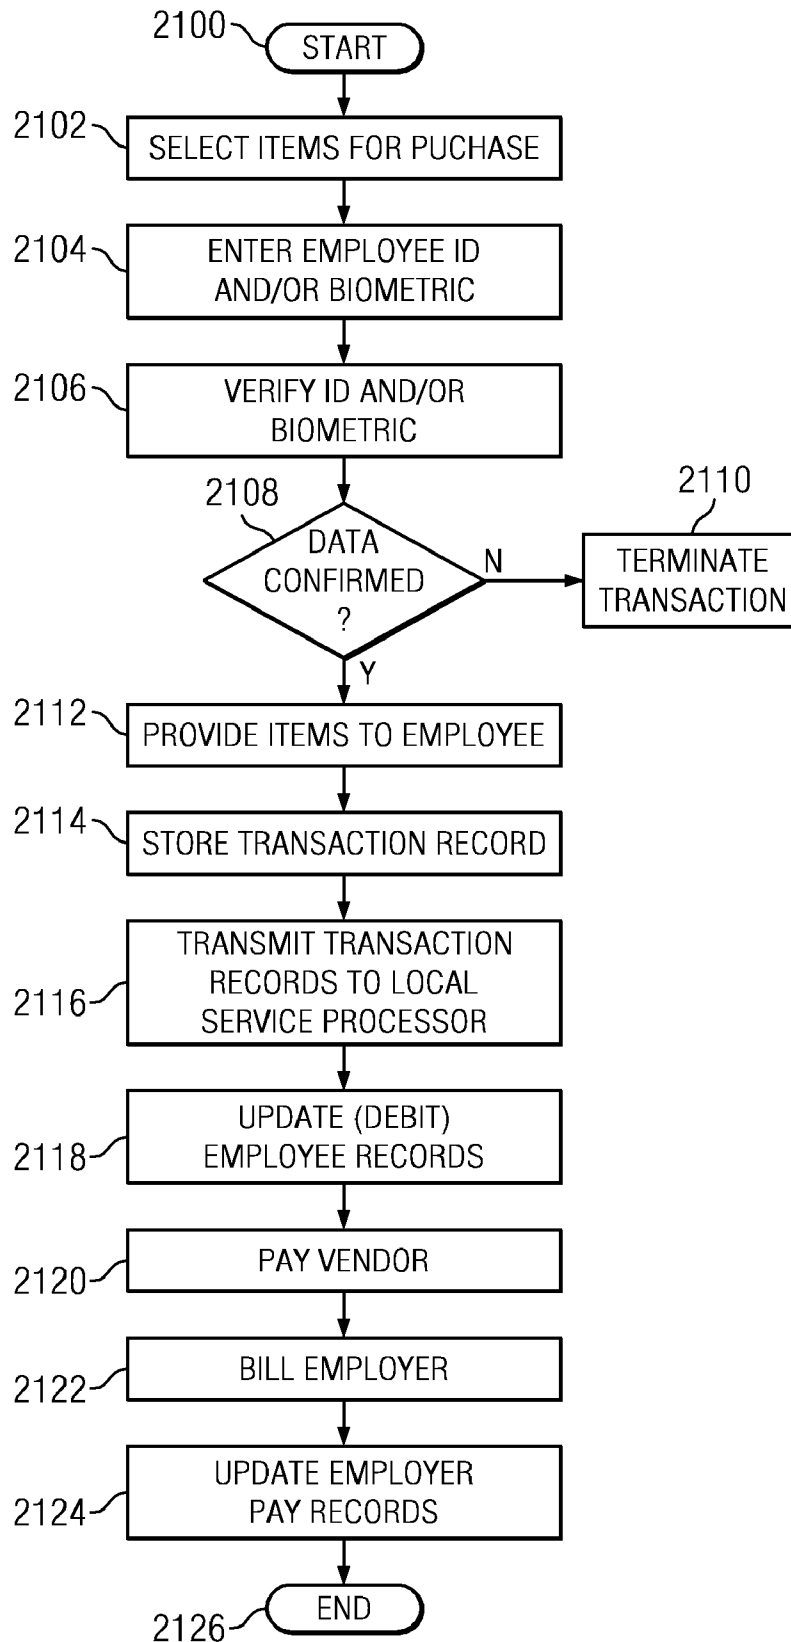 2100
START
2102
SELECT ITEMS FOR PUCHASE
2104
ENTER EMPLOYEE ID
AND/OR BIOMETRIC
2106
VERIFY ID AND/OR
BIOMETRIC
2108
DATA
CONFIRMED
?
N
Y
2110
TERMINATE
TRANSACTION
2112
PROVIDE ITEMS TO EMPLOYEE
2114
STORE TRANSACTION RECORD
2116
TRANSMIT TRANSACTION
RECORDS TO LOCAL
SERVICE PROCESSOR
2118
UPDATE (DEBIT)
EMPLOYEE RECORDS
2120
PAY VENDOR
2122
BILL EMPLOYER
2124
UPDATE EMPLOYER
PAY RECORDS
2126
END